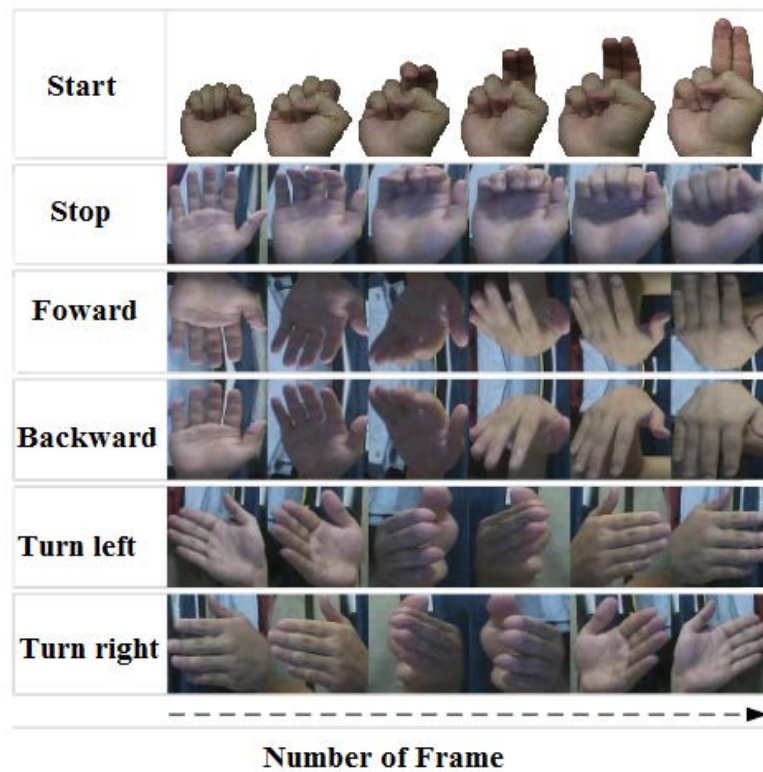 Start
Stop
Foward
Backward
Turn left
Turn right
Number of Frame